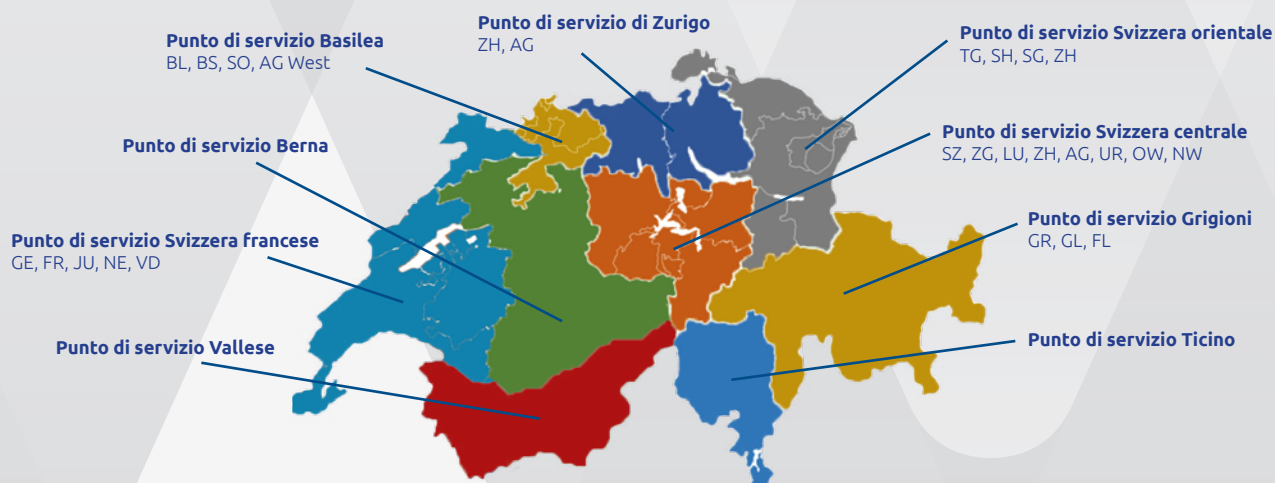 Punto di servizio di Zurigo
ZH, AG
Punto di servizio Svizzera orientale
TG, SH, SG, ZH
Punto di servizio Basilea
BL, BS, SO, AG West
Punto di servizio Svizzera centrale
SZ, ZG, LU, ZH, AG, UR, OW, NW
Punto di servizio Berna
Punto di servizio Grigioni
GR, GL, FL
Punto di servizio Svizzera francese
GE, FR, JU, NE, VD
Punto di servizio Ticino
Punto di servizio Vallese